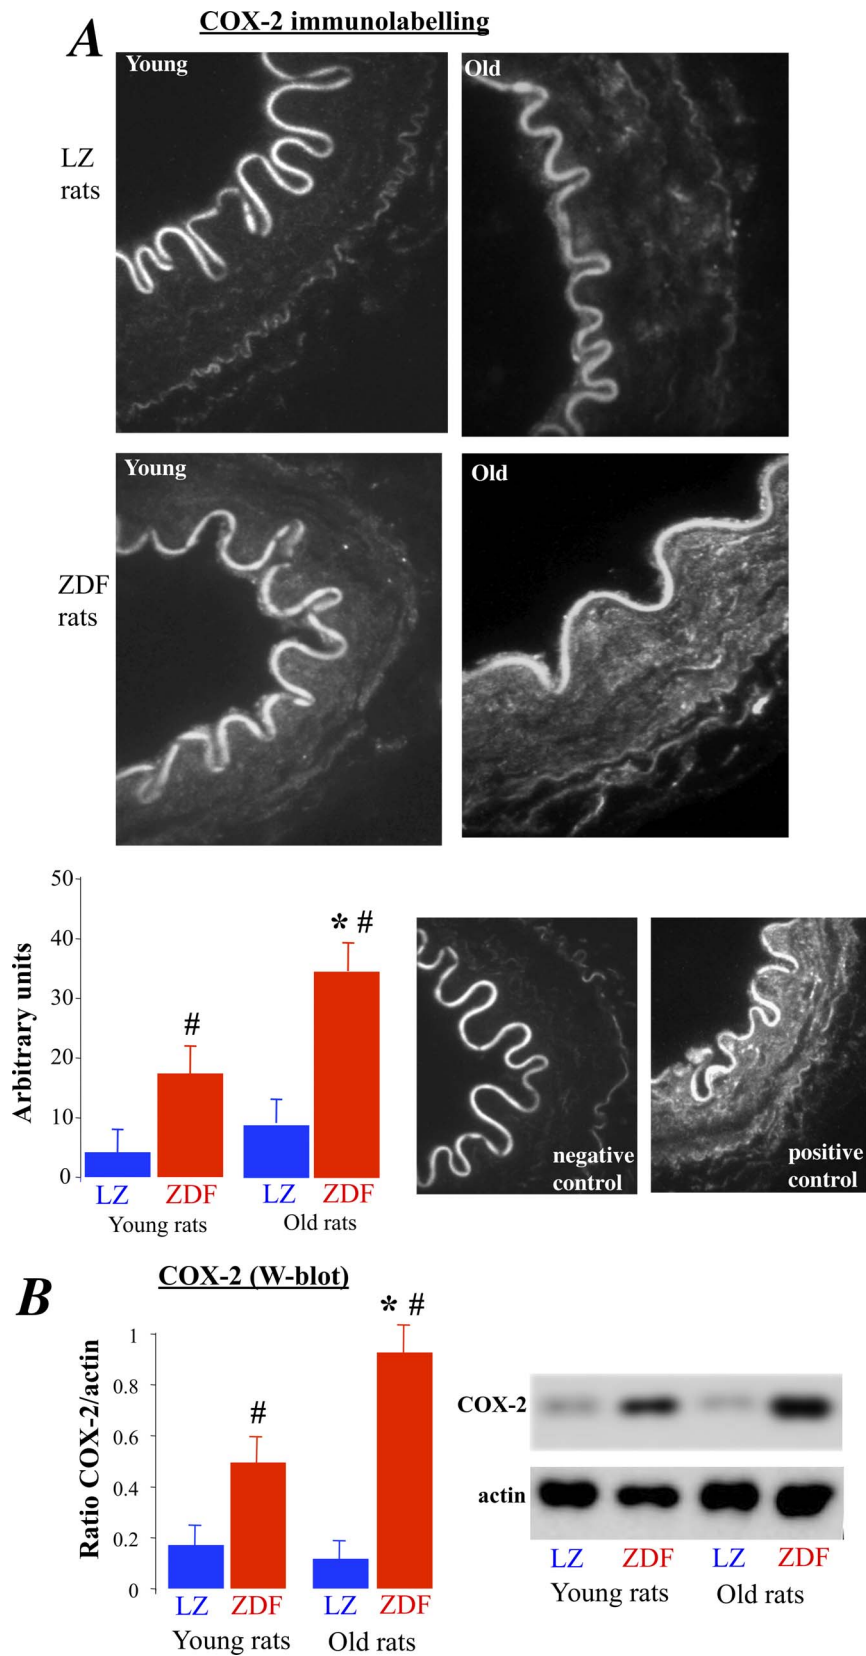 A
COX-2 immunolabelling
Young
Old
LZ
rats
Young
Old
ZDF
rats
50
40
30
20
10
0
Arbitrary units
#
* #
LZ
ZDF
LZ
ZDF
Young rats
Old rats
negative
control
positive
control
B
COX-2 (W-blot)
1
0.8
0.6
0.4
0.2
0
Ratio COX-2/actin
#
* #
LZ
ZDF
LZ
ZDF
Young rats
Old rats
COX-2
actin
LZ
ZDF
LZ
ZDF
Young rats
Old rats